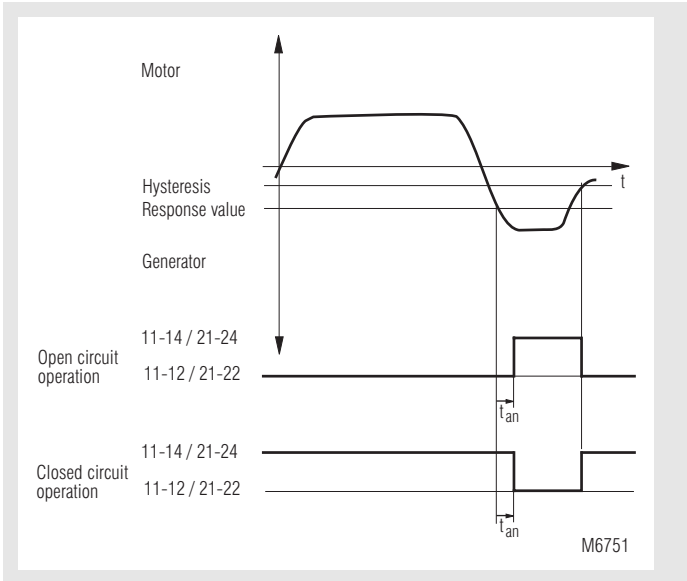 Motor
t
Hysteresis
Response value
Generator
Open circuit
operation
11-14 / 21-24
11-12 / 21-22
tan
Closed circuit
operation
11-14 / 21-24
11-12 / 21-22
tan
M6751